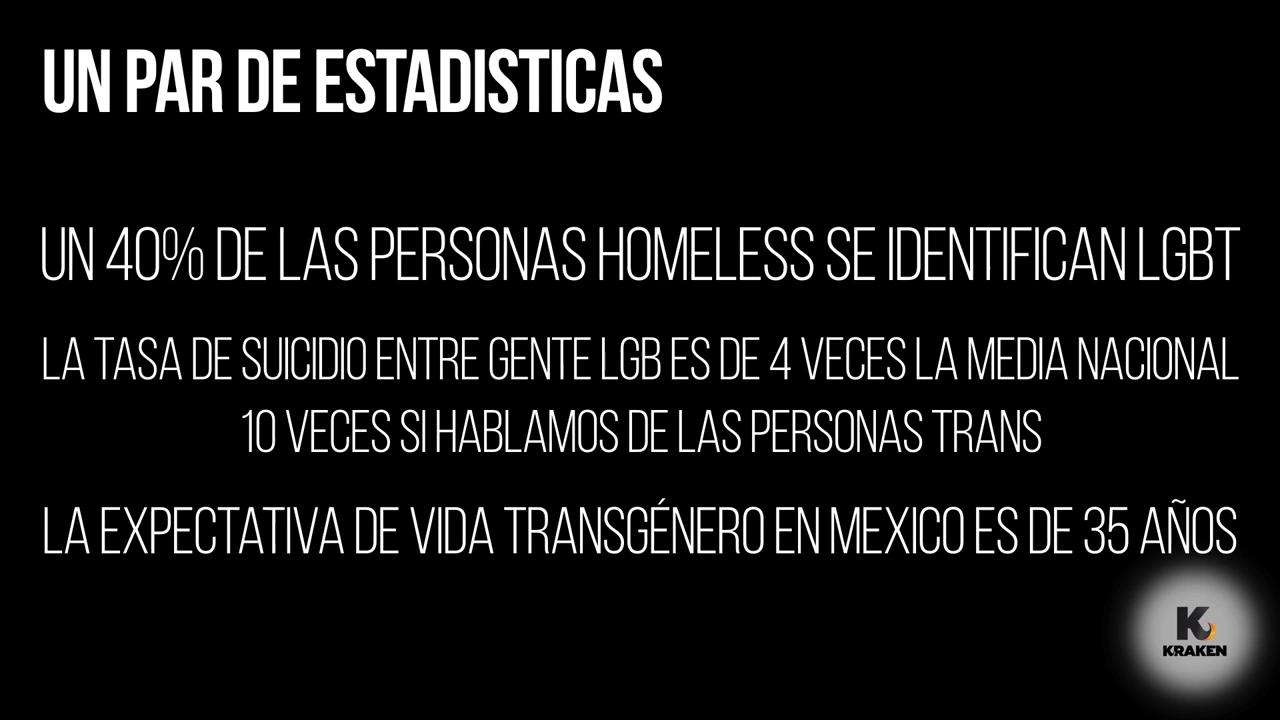 UN PAR DE ESTADISTICAS
UN 40% DE LAS PERSONAS HOMELESS SE IDENTIFICAN LGBT
LA TASA DE SUICIDIO ENTRE GENTE LGB ES DE 4 VECES LA MEDIA NACIONAL
10 VECES SI HABLAMOS DE LAS PERSONAS TRANS
LA EXPECTATIVA DE VIDA TRANSGÉNERO EN MEXICO ES DE 35 AÑOS
K
KRAKEN